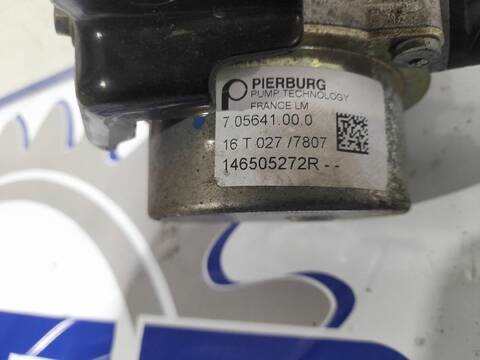 PIERBURG
PUMP TECHNOLOGY
FRANCE LM
7.05641.00.0
16 T 027 /7807
146505272R - -